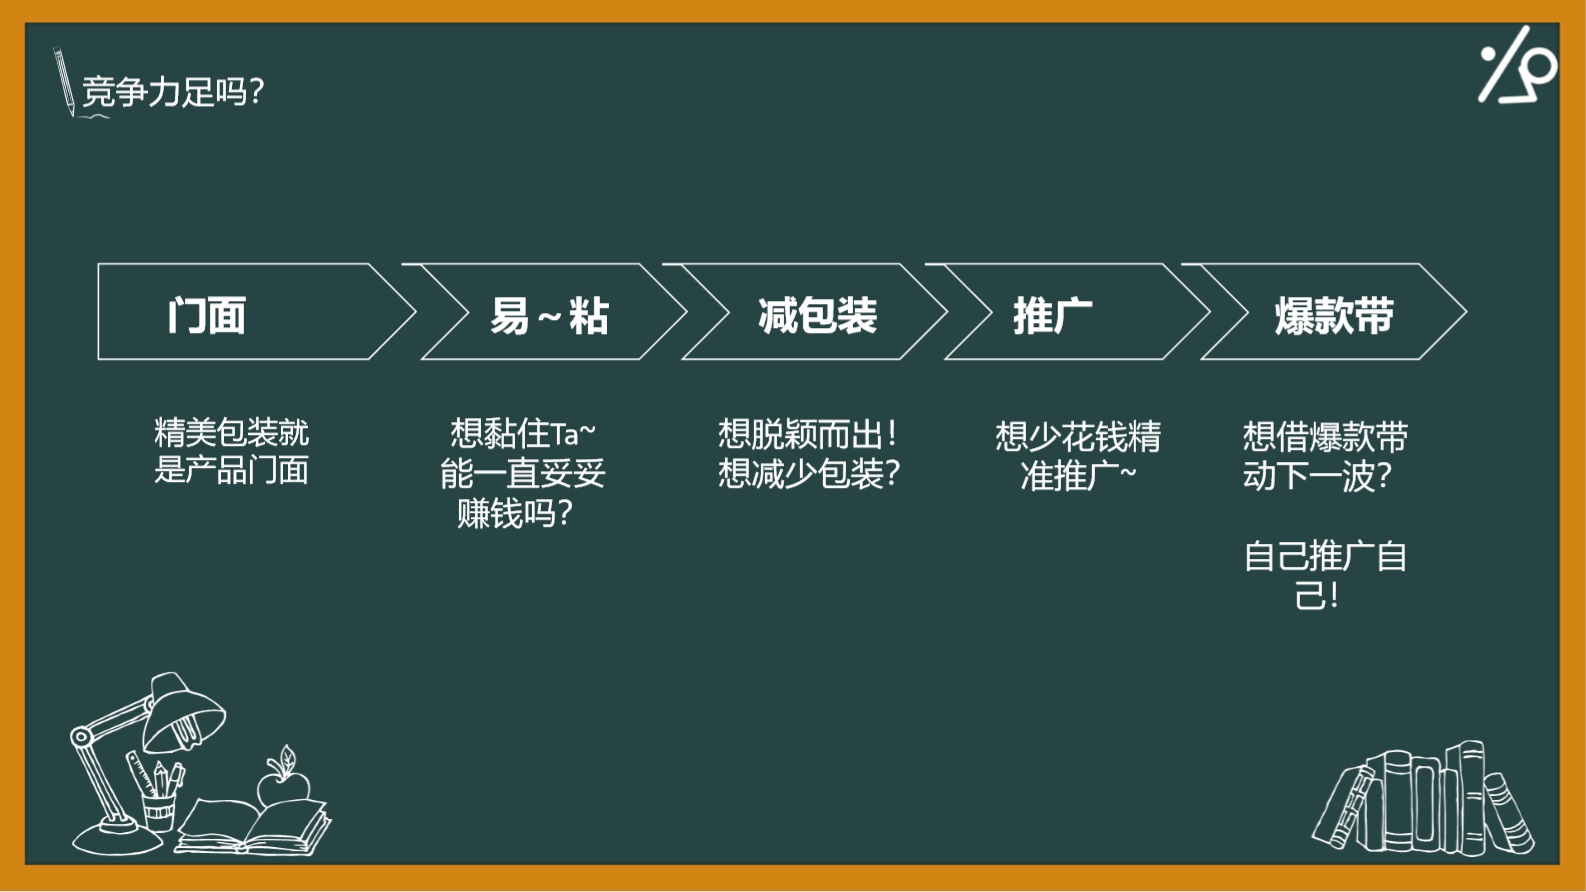 竞争力足吗？
门面
易~粘
减包装
推广
爆款带
精美包装就
是产品门面
想黏住Ta~
能一直妥妥
赚钱吗？
想脱颖而出！
想减少包装？
想少花钱精
准推广~
想借爆款带
动下一波？
自己推广自
己！